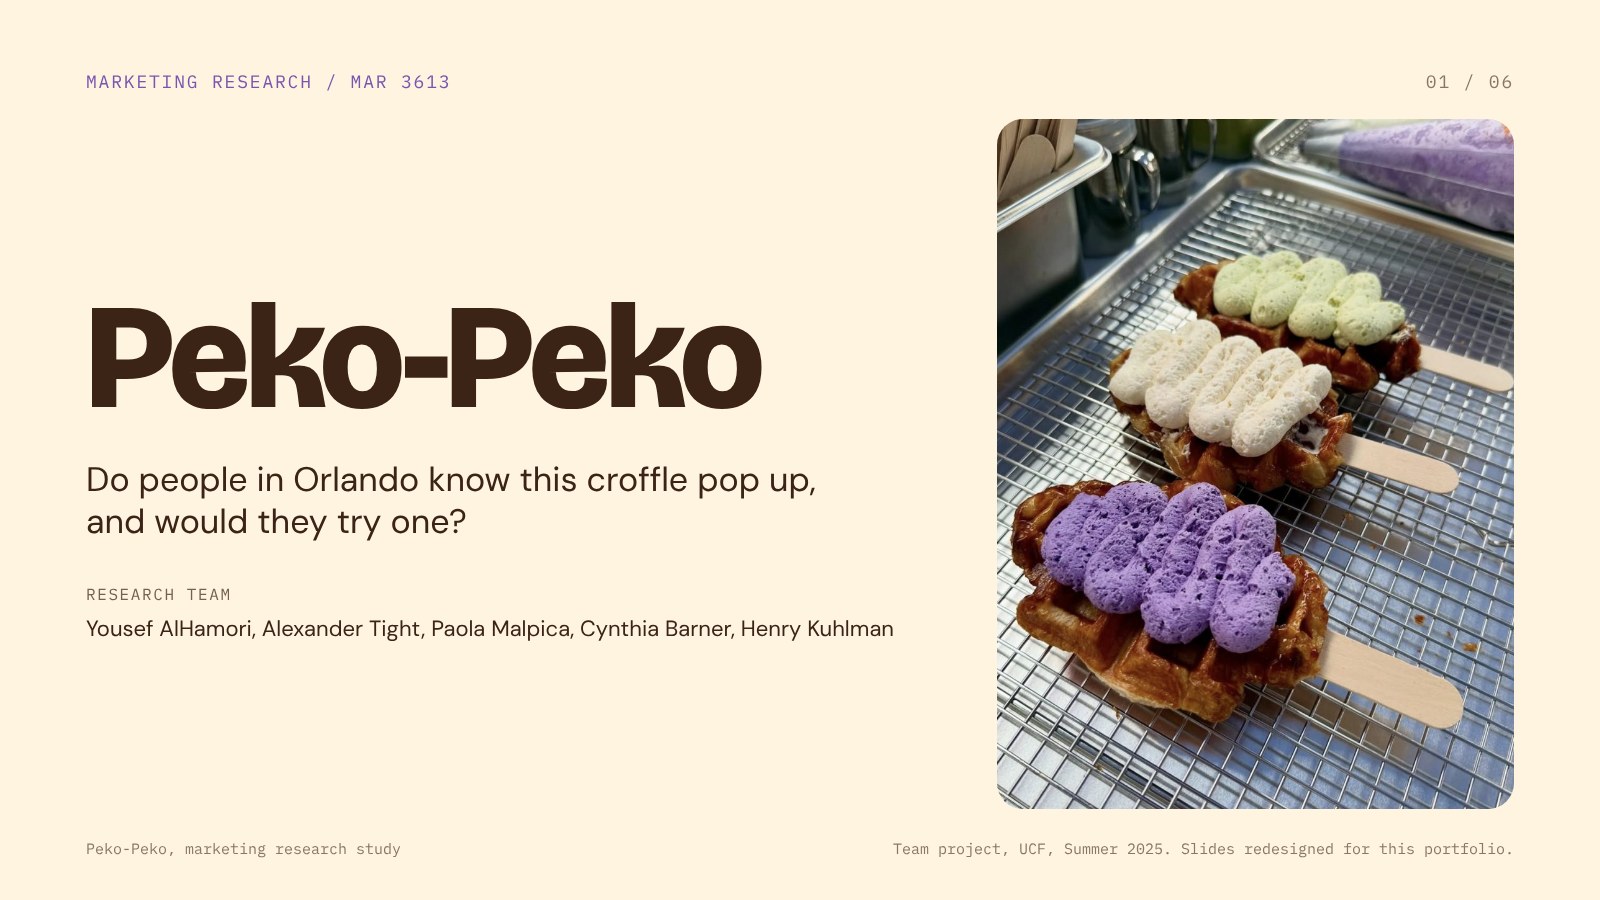 MARKETING RESEARCH / MAR 3613
01 / 06
Peko-Peko
Do people in Orlando know this croffle pop up,
and would they try one?
RESEARCH TEAM
Yousef AlHamori, Alexander Tight, Paola Malpica, Cynthia Barner, Henry Kuhlman
Peko-Peko, marketing research study
Team project, UCF, Summer 2025. Slides redesigned for this portfolio.